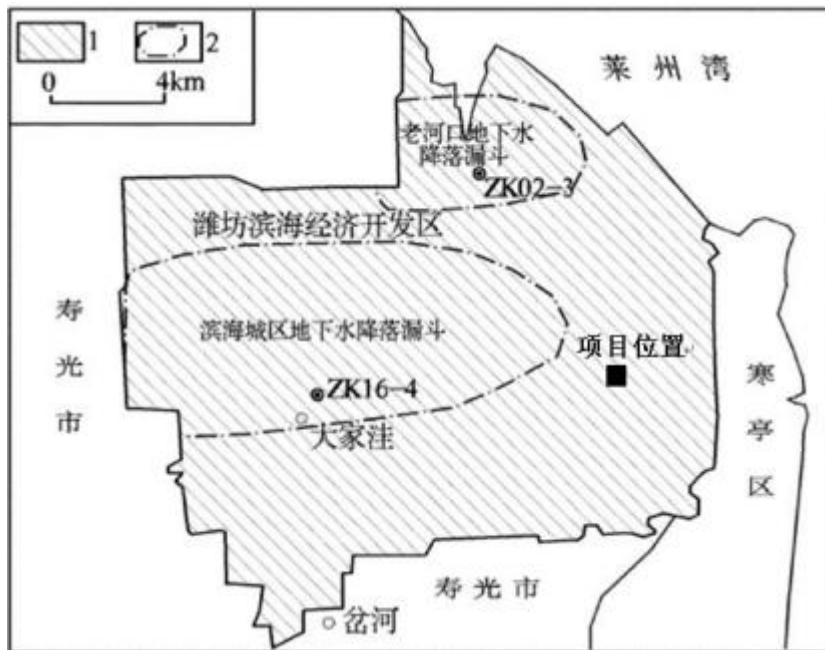 1
2
0
4km
莱州湾
老河口地下水
降落漏斗
ZK02-3
潍坊滨海经济开发区
滨海城区地下水降落漏斗
项目位置
寿光市
ZK16-4
大家洼
寒亭区
寿光市
岔河